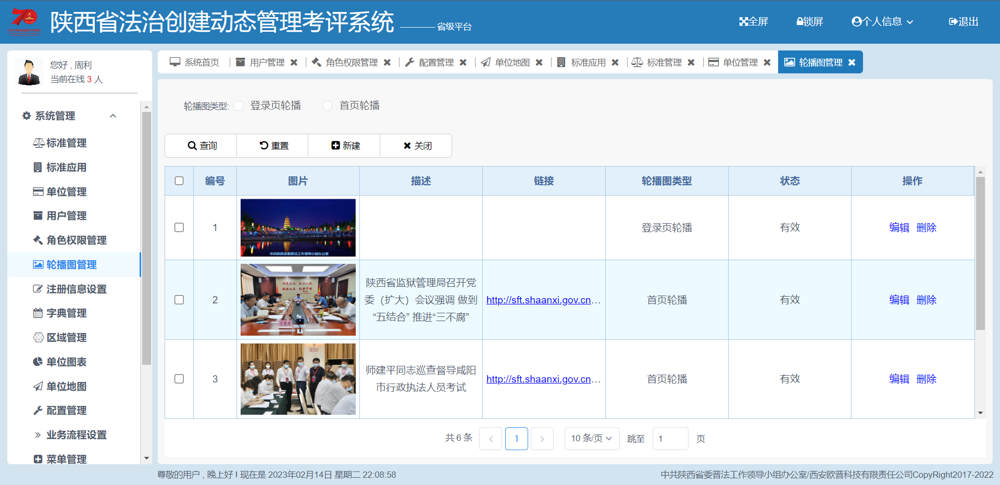 陕西省法治创建动态管理考评系统 ———— 省级平台
全屏 锁屏 个人信息 退出
您好 , 周利
当前在线 3 人
系统首页 用户管理 角色权限管理 配置管理 单位地图 标准应用 标准管理 单位管理 轮播图管理
系统管理
标准管理
标准应用
单位管理
用户管理
角色权限管理
轮播图管理
注册信息设置
字典管理
区域管理
单位图表
单位地图
配置管理
业务流程设置
菜单管理
轮播图类型: 登录页轮播 首页轮播
查询 重置 新建 关闭
编号 图片 描述 链接 轮播图类型 状态 操作
1 登录页轮播 有效 编辑 删除
中共陕西省委普法工作领导小组办公室
2 陕西省监狱管理局召开党
委（扩大）会议强调 做到
“五结合” 推进“三不腐”
http://sft.shaanxi.gov.cn... 首页轮播 有效 编辑 删除
3 师建平同志巡查督导咸阳
市行政执法人员考试
http://sft.shaanxi.gov.cn... 首页轮播 有效 编辑 删除
共 6 条 1 10 条/页 跳至 1 页
尊敬的用户 , 晚上好 ! 现在是 2023年02月14日 星期二 22:08:58
中共陕西省委普法工作领导小组办公室/西安欧普科技有限责任公司CopyRight2017-2022